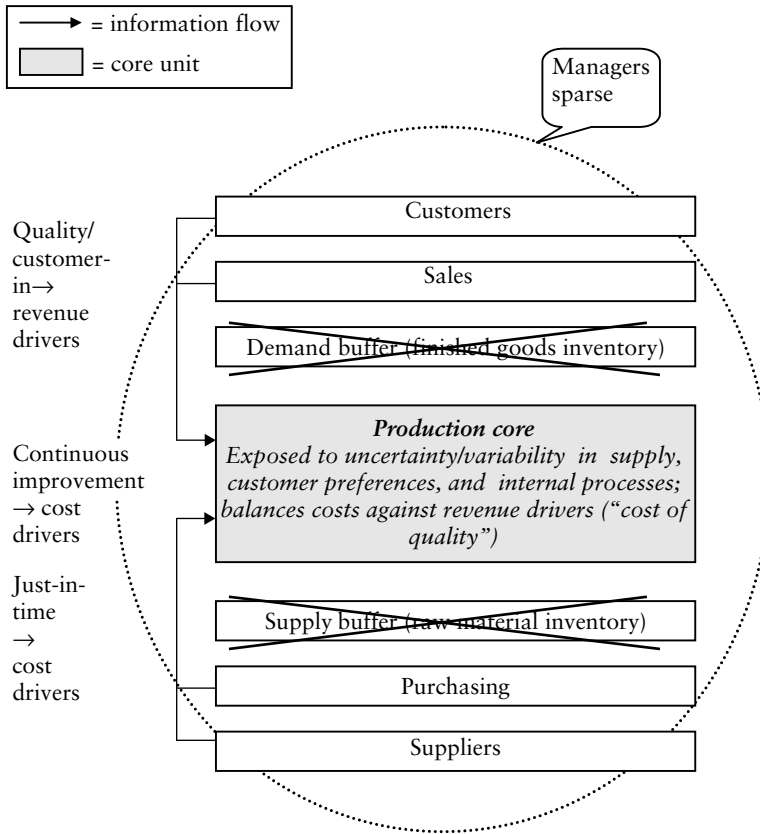 = information flow
= core unit
Managers
sparse
Customers
Quality/
customer-
in→
revenue
drivers
Sales
Demand buffer (finished goods inventory)
Production core
Exposed to uncertainty/variability in supply,
customer preferences, and internal processes;
balances costs against revenue drivers (“cost of
quality”)
Continuous
improvement
→ cost
drivers
Just-in-
time
→
cost
drivers
Supply buffer (raw material inventory)
Purchasing
Suppliers